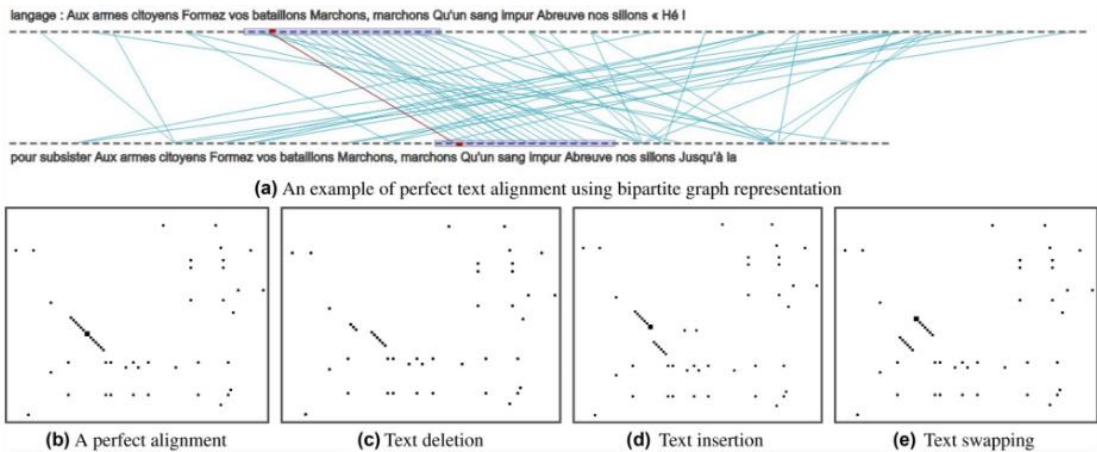 langage : Aux armes citoyens Formez vos bataillons Marchons, marchons Qu'un sang impur Abreuve nos sillons « Hé !
pour subsister Aux armes citoyens Formez vos bataillons Marchons, marchons Qu'un sang impur Abreuve nos sillons Jusqu'à la
(a) An example of perfect text alignment using bipartite graph representation
(b) A perfect alignment (c) Text deletion (d) Text insertion (e) Text swapping